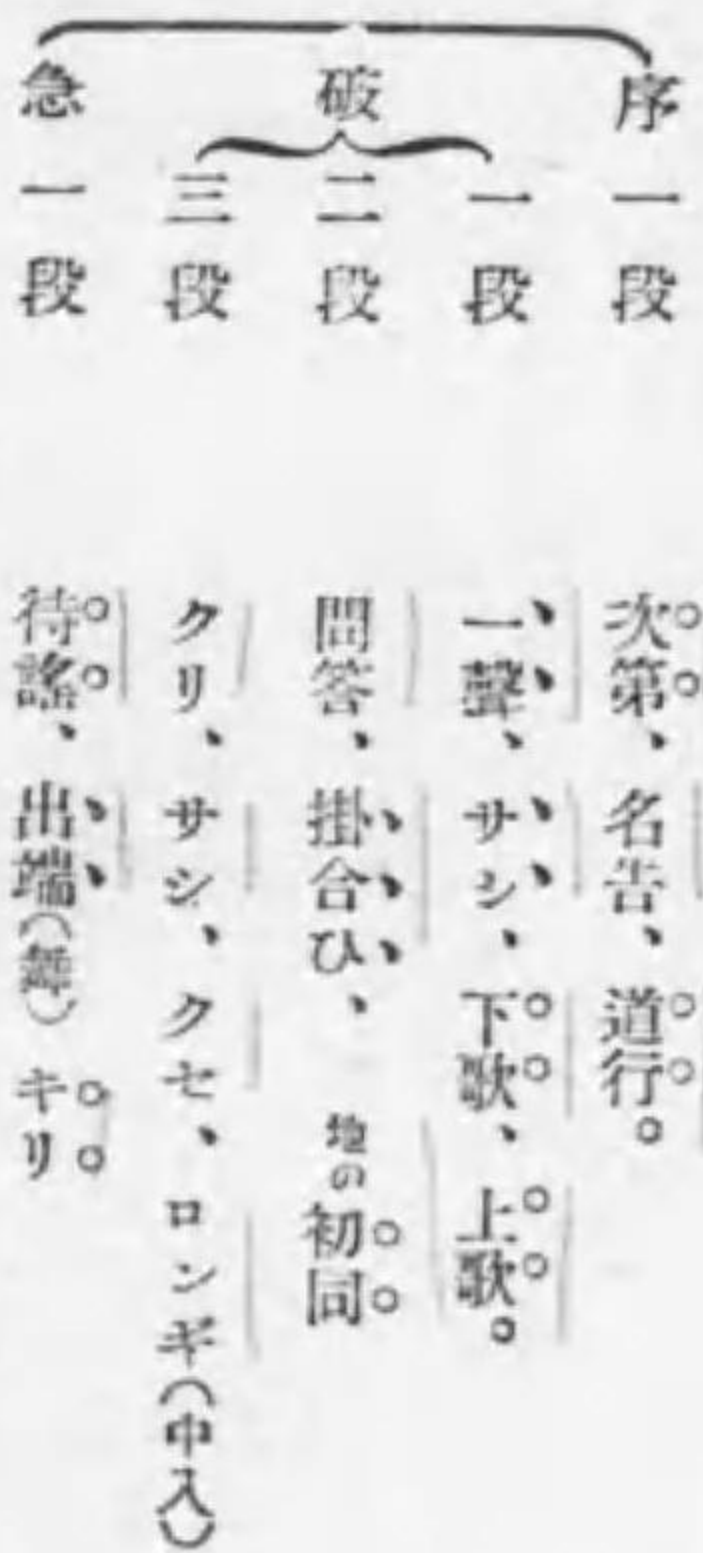 序 一段 次第、名告、道行。
破 一段 一聲、サシ、下歌、上歌。
二段 問答、掛合ひ、地の初同
三段 クリ、サシ、クセ、ロンギ(中入)
急 一段 待謠、出端(舞)キリ